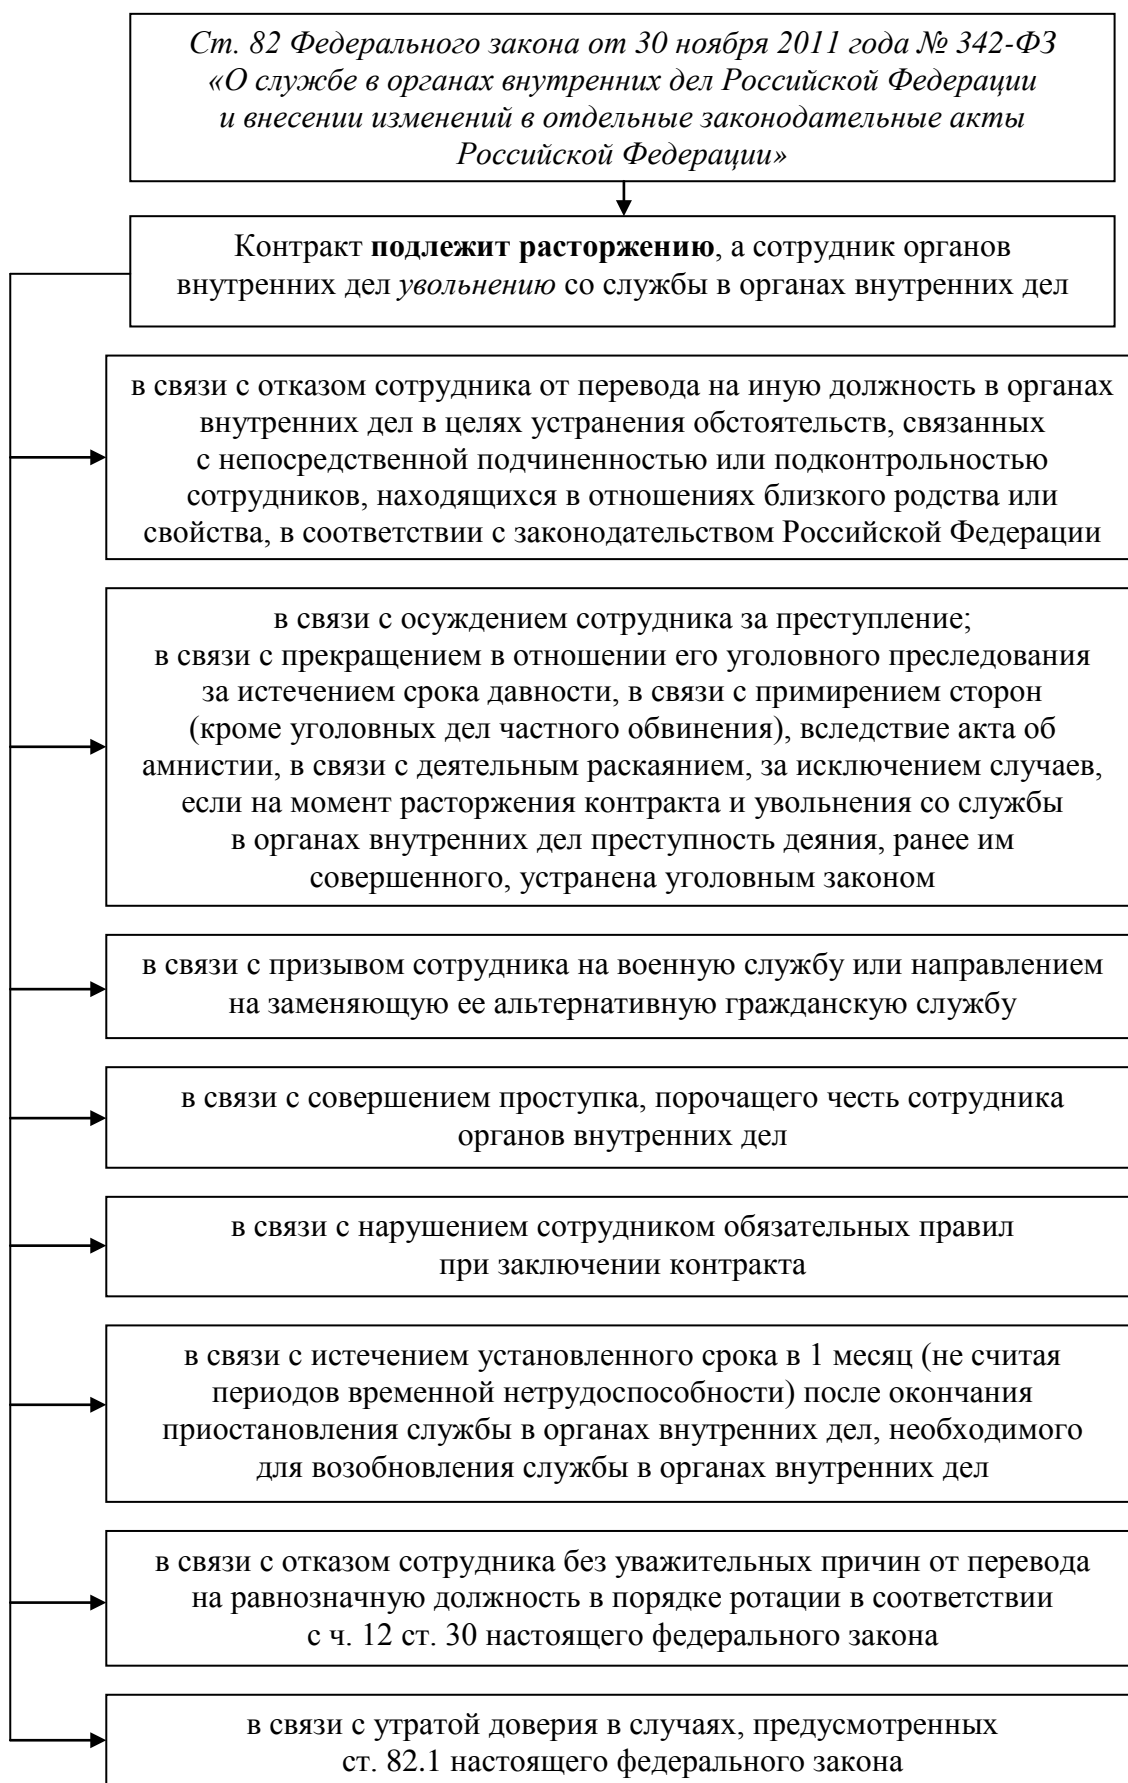 Ст. 82 Федерального закона от 30 ноября 2011 года № 342-ФЗ
«О службе в органах внутренних дел Российской Федерации
и внесении изменений в отдельные законодательные акты
Российской Федерации»
Контракт подлежит расторжению, а сотрудник органов
внутренних дел увольнению со службы в органах внутренних дел
в связи с отказом сотрудника от перевода на иную должность в органах
внутренних дел в целях устранения обстоятельств, связанных
с непосредственной подчиненностью или подконтрольностью
сотрудников, находящихся в отношениях близкого родства или
свойства, в соответствии с законодательством Российской Федерации
в связи с осуждением сотрудника за преступление;
в связи с прекращением в отношении его уголовного преследования
за истечением срока давности, в связи с примирением сторон
(кроме уголовных дел частного обвинения), вследствие акта об
амнистии, в связи с деятельным раскаянием, за исключением случаев,
если на момент расторжения контракта и увольнения со службы
в органах внутренних дел преступность деяния, ранее им
совершенного, устранена уголовным законом
в связи с призывом сотрудника на военную службу или направлением
на заменяющую ее альтернативную гражданскую службу
в связи с совершением проступка, порочащего честь сотрудника
органов внутренних дел
в связи с нарушением сотрудником обязательных правил
при заключении контракта
в связи с истечением установленного срока в 1 месяц (не считая
периодов временной нетрудоспособности) после окончания
приостановления службы в органах внутренних дел, необходимого
для возобновления службы в органах внутренних дел
в связи с отказом сотрудника без уважительных причин от перевода
на равнозначную должность в порядке ротации в соответствии
с ч. 12 ст. 30 настоящего федерального закона
в связи с утратой доверия в случаях, предусмотренных
ст. 82.1 настоящего федерального закона